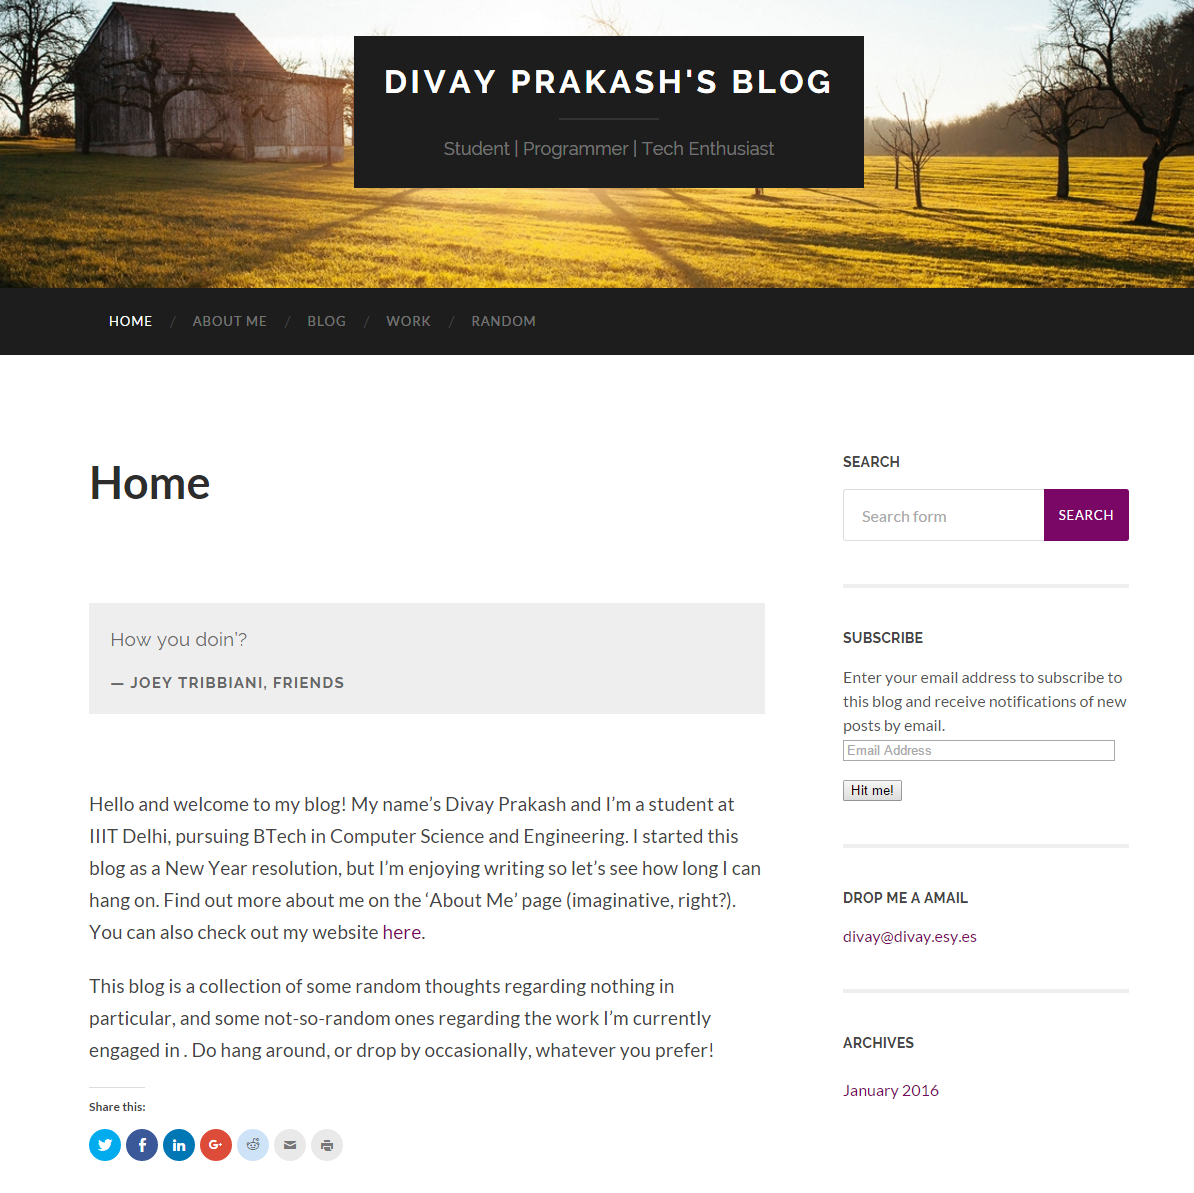 DIVAY PRAKASH'S BLOG
Student | Programmer | Tech Enthusiast
HOME / ABOUT ME / BLOG / WORK / RANDOM
Home
How you doin'?
— JOEY TRIBBIANI, FRIENDS
Hello and welcome to my blog! My name’s Divay Prakash and I’m a student at
IIIT Delhi, pursuing BTech in Computer Science and Engineering. I started this
blog as a New Year resolution, but I’m enjoying writing so let’s see how long I can
hang on. Find out more about me on the ‘About Me’ page (imaginative, right?).
You can also check out my website here.
This blog is a collection of some random thoughts regarding nothing in
particular, and some not-so-random ones regarding the work I’m currently
engaged in . Do hang around, or drop by occasionally, whatever you prefer!
Share this:
SEARCH
Search form
SEARCH
SUBSCRIBE
Enter your email address to subscribe to
this blog and receive notifications of new
posts by email.
Email Address
Hit me!
DROP ME A AMAIL
divay@divay.esy.es
ARCHIVES
January 2016